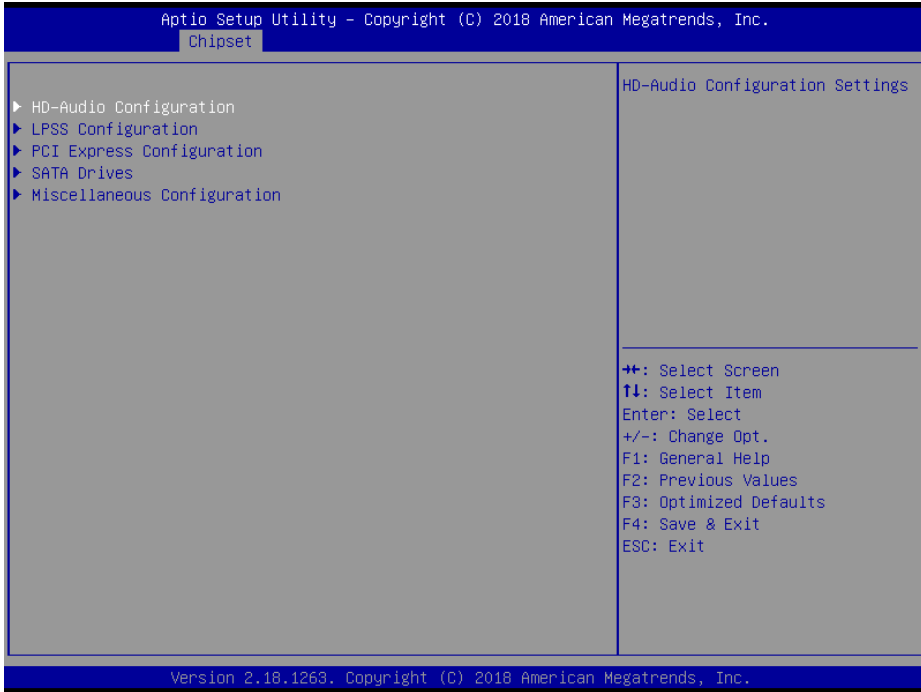 Aptio Setup Utility – Copyright (C) 2018 American Megatrends, Inc.
Chipset
HD-Audio Configuration
LPSS Configuration
PCI Express Configuration
SATA Drives
Miscellaneous Configuration
HD-Audio Configuration Settings
→←: Select Screen
↑↓: Select Item
Enter: Select
+/-: Change Opt.
F1: General Help
F2: Previous Values
F3: Optimized Defaults
F4: Save & Exit
ESC: Exit
Version 2.18.1263. Copyright (C) 2018 American Megatrends, Inc.